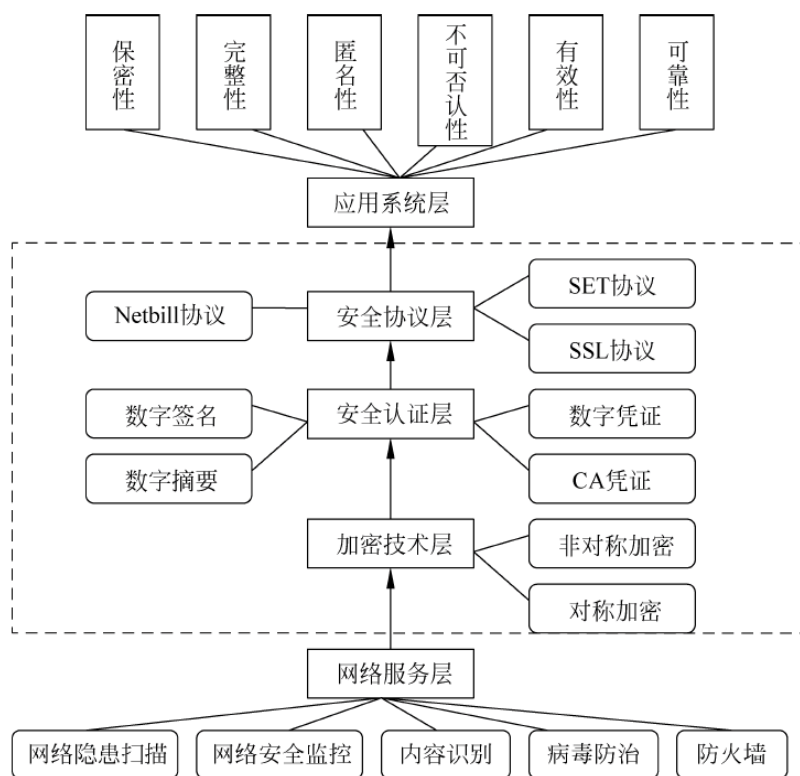 保密性
完整性
匿名性
不可否认性
有效性
可靠性
应用系统层
Netbill协议
安全协议层
SET协议
SSL协议
数字签名
安全认证层
数字凭证
数字摘要
CA凭证
加密技术层
非对称加密
对称加密
网络服务层
网络隐患扫描
网络安全监控
内容识别
病毒防治
防火墙